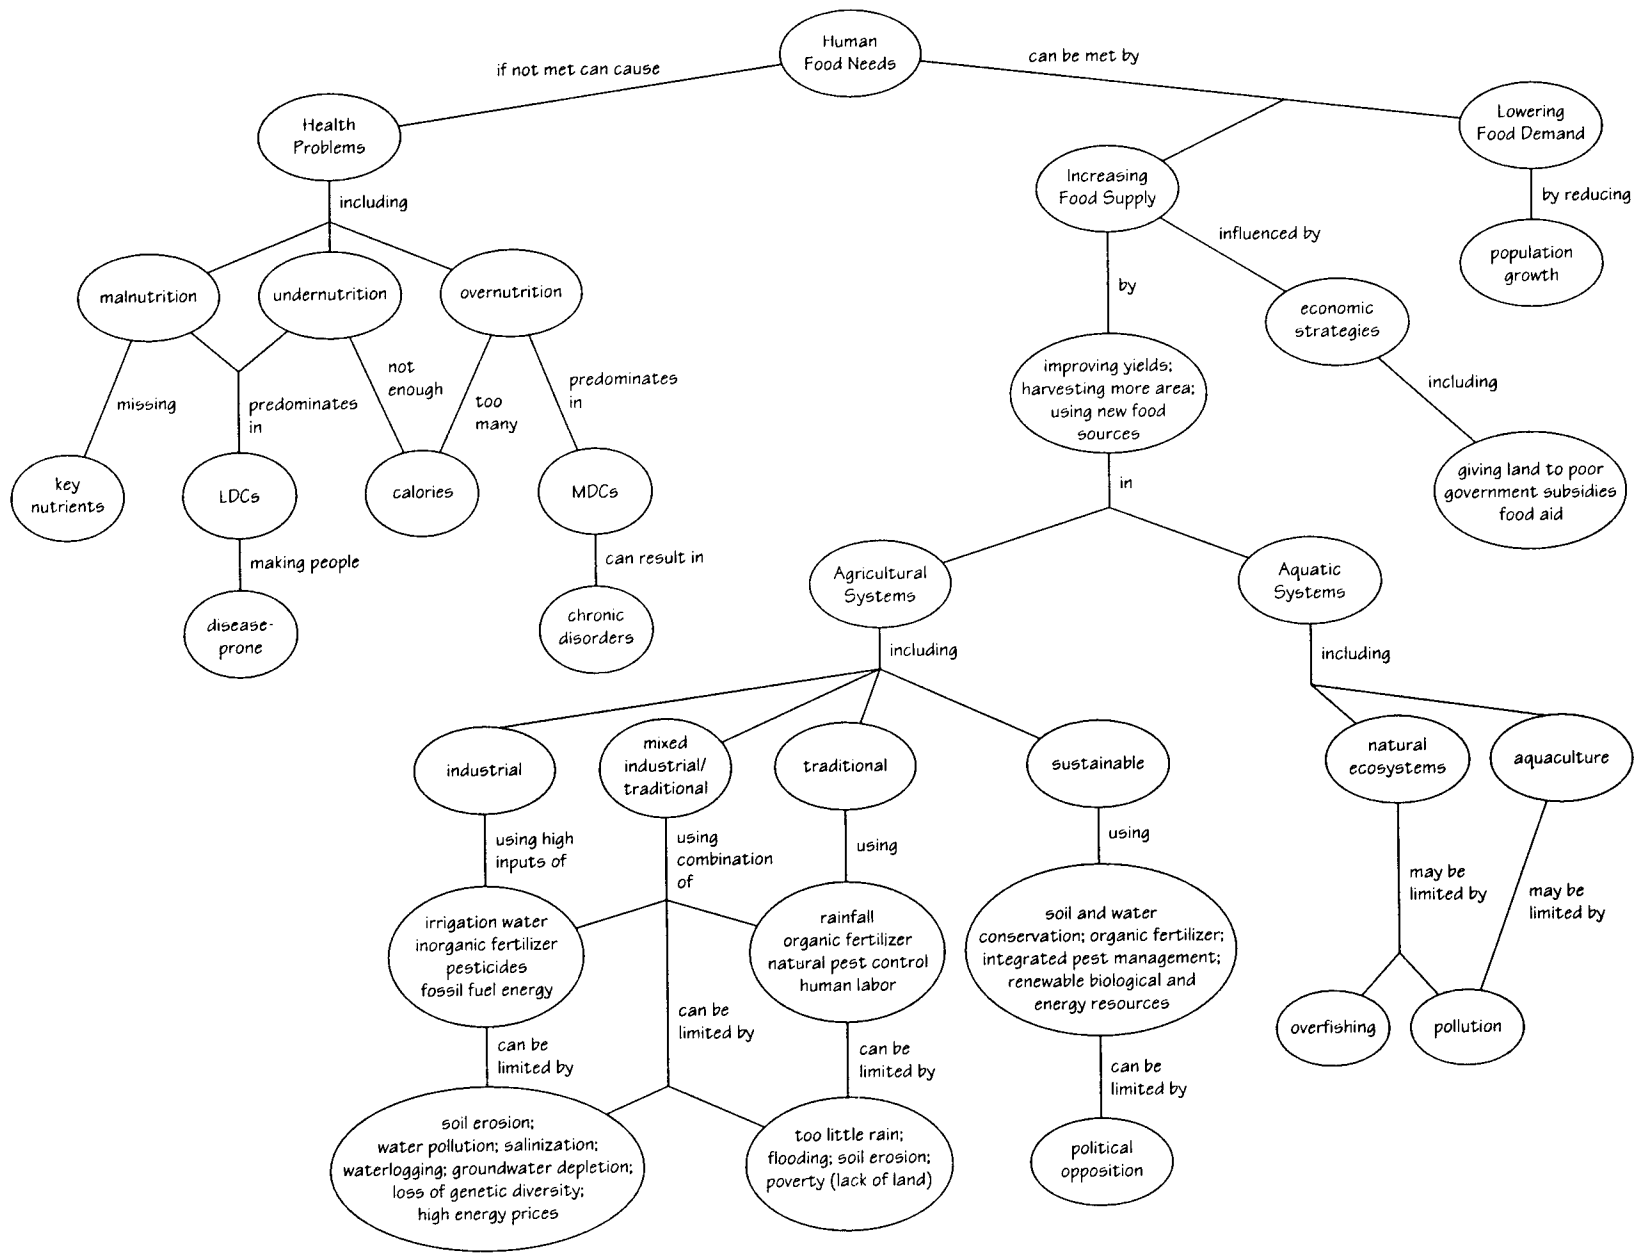 Human
Food Needs
if not met can cause
can be met by
Health
Problems
Lowering
Food Demand
Increasing
Food Supply
including
by reducing
influenced by
population
growth
malnutrition
undernutrition
overnutrition
by
economic
strategies
missing
predominates
in
not
enough
too
many
predominates
in
improving yields;
harvesting more area;
using new food
sources
including
key
nutrients
LDCs
calories
MDCs
in
giving land to poor
government subsidies
food aid
making people
can result in
disease-
prone
chronic
disorders
Agricultural
Systems
Aquatic
Systems
including
including
industrial
mixed
industrial/
traditional
traditional
sustainable
natural
ecosystems
aquaculture
using high
inputs of
using
combination
of
using
using
may be
limited by
may be
limited by
irrigation water
inorganic fertilizer
pesticides
fossil fuel energy
rainfall
organic fertilizer
natural pest control
human labor
soil and water
conservation; organic fertilizer;
integrated pest management;
renewable biological and
energy resources
overfishing
pollution
can be
limited by
can be
limited by
can be
limited by
can be
limited by
soil erosion;
water pollution; salinization;
waterlogging; groundwater depletion;
loss of genetic diversity;
high energy prices
too little rain;
flooding; soil erosion;
poverty (lack of land)
political
opposition